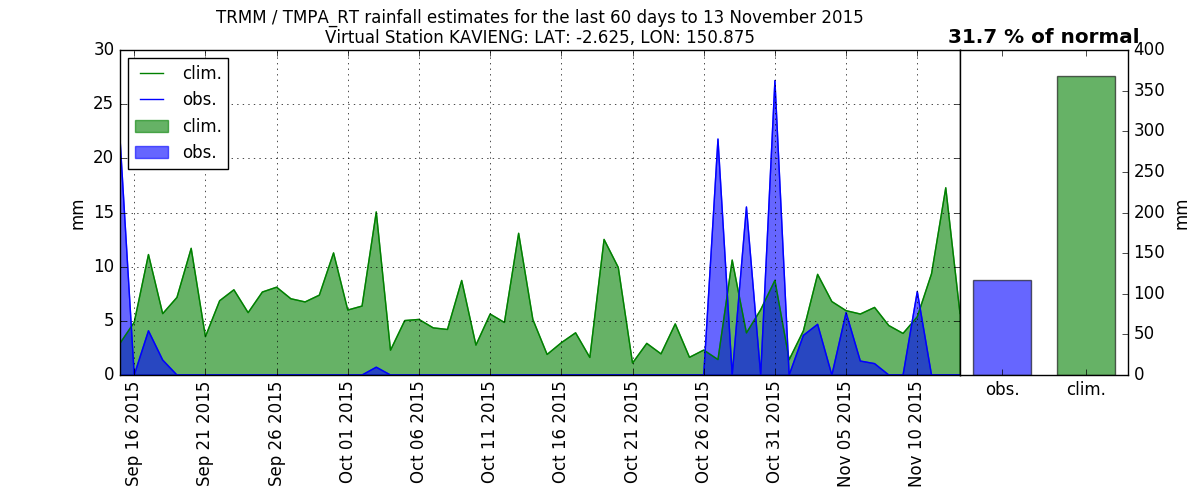 TRMM / TMPA_RT rainfall estimates for the last 60 days to 13 November 2015
Virtual Station KAVIENG: LAT: -2.625, LON: 150.875
31.7 % of normal
30
25
20
15
10
5
0
mm
clim.
obs.
clim.
obs.
Sep 16 2015
Sep 21 2015
Sep 26 2015
Oct 01 2015
Oct 06 2015
Oct 11 2015
Oct 16 2015
Oct 21 2015
Oct 26 2015
Oct 31 2015
Nov 05 2015
Nov 10 2015
400
350
300
250
200
150
100
50
0
mm
obs.
clim.